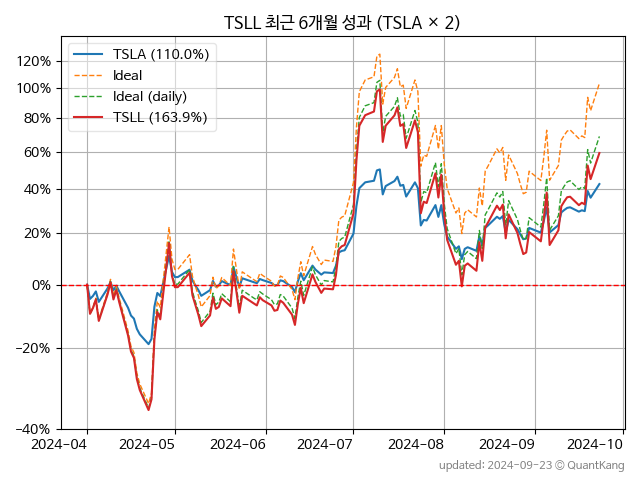 TSLL 최근 6개월 성과 (TSLA × 2)
TSLA (110.0%)
Ideal
Ideal (daily)
TSLL (163.9%)
120%
100%
80%
60%
40%
20%
0%
−20%
−40%
2024-04
2024-05
2024-06
2024-07
2024-08
2024-09
2024-10
updated: 2024-09-23 © QuantKang